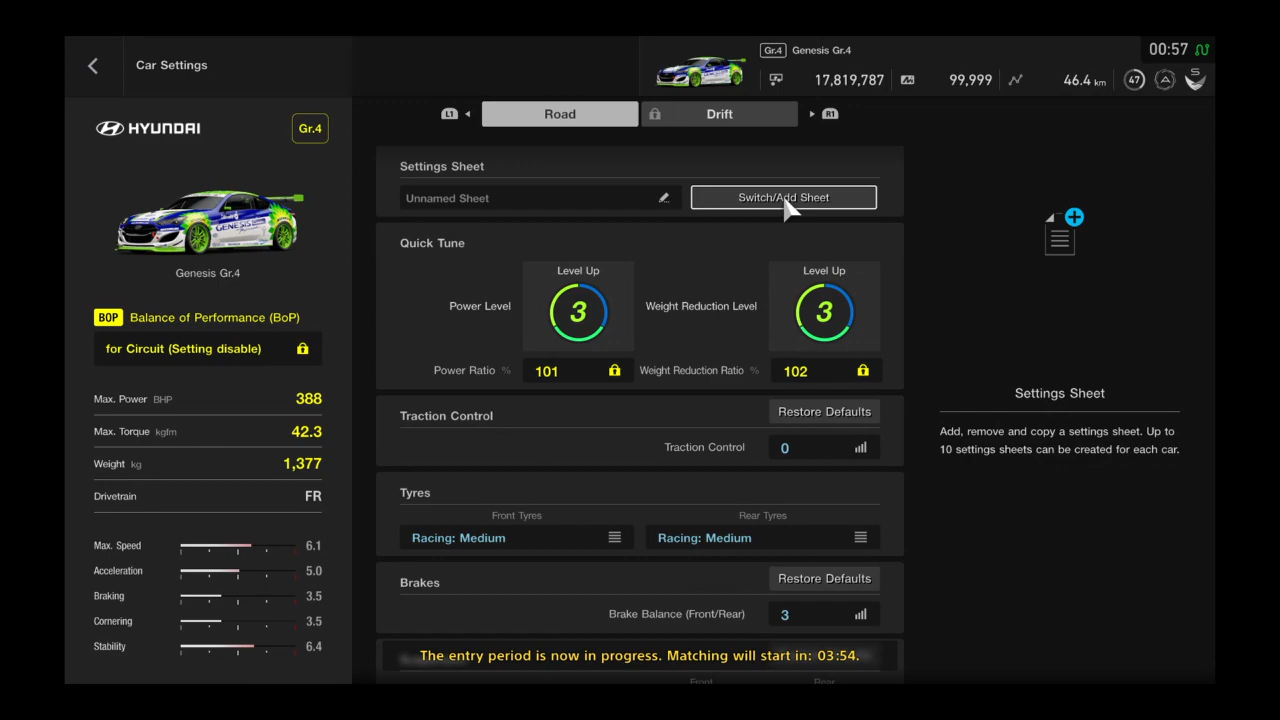 Car Settings
Gr.4 Genesis Gr.4
00:57
17,819,787 99,999 46.4 km 47 A S
L1 Road Drift R1
HYUNDAI Gr.4
Settings Sheet
Unnamed Sheet Switch/Add Sheet
GENESIS
Genesis Gr.4
Quick Tune
Level Up Level Up
Power Level 3 Weight Reduction Level 3
Power Ratio % 101 Weight Reduction Ratio % 102
BOP Balance of Performance (BoP)
for Circuit (Setting disable)
Max. Power BHP 388
Max. Torque kgfm 42.3
Weight kg 1,377
Drivetrain FR
Max. Speed 6.1
Acceleration 5.0
Braking 3.5
Cornering 3.5
Stability 6.4
Traction Control Restore Defaults
Traction Control 0
Tyres
Front Tyres Rear Tyres
Racing: Medium Racing: Medium
Brakes Restore Defaults
Brake Balance (Front/Rear) 3
The entry period is now in progress. Matching will start in: 03:54.
Front Rear
Settings Sheet
Add, remove and copy a settings sheet. Up to
10 settings sheets can be created for each car.